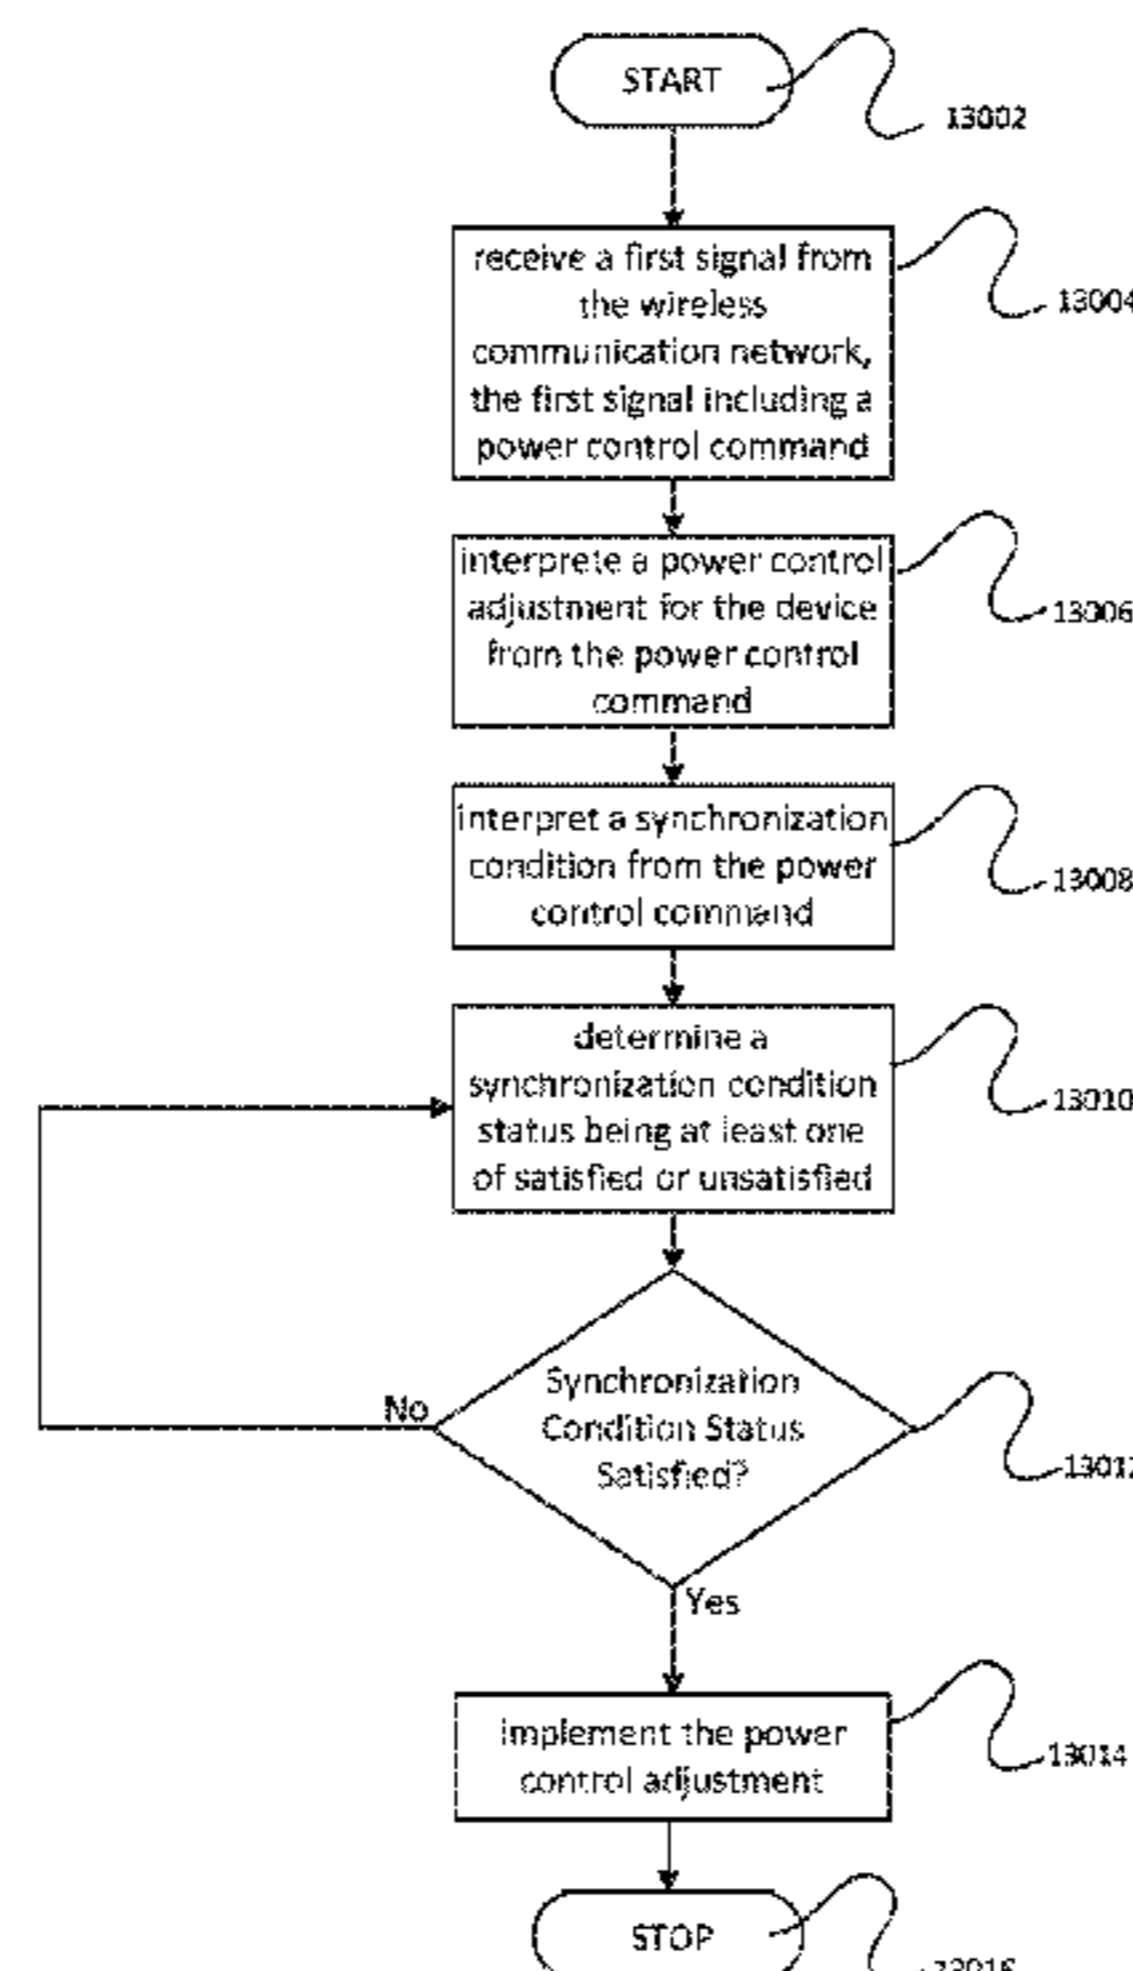 START
13002
receive a first signal from
the wireless
communication network,
the first signal including a
power control command
13004
interprete a power control
adjustment for the device
from the power control
command
13006
interpret a synchronization
condition from the power
control command
13008
determine a
synchronization condition
status being at least one
of satisfied or unsatisfied
13010
Synchronization
Condition Status
Satisfied?
No
13012
Yes
implement the power
control adjustment
13014
STOP